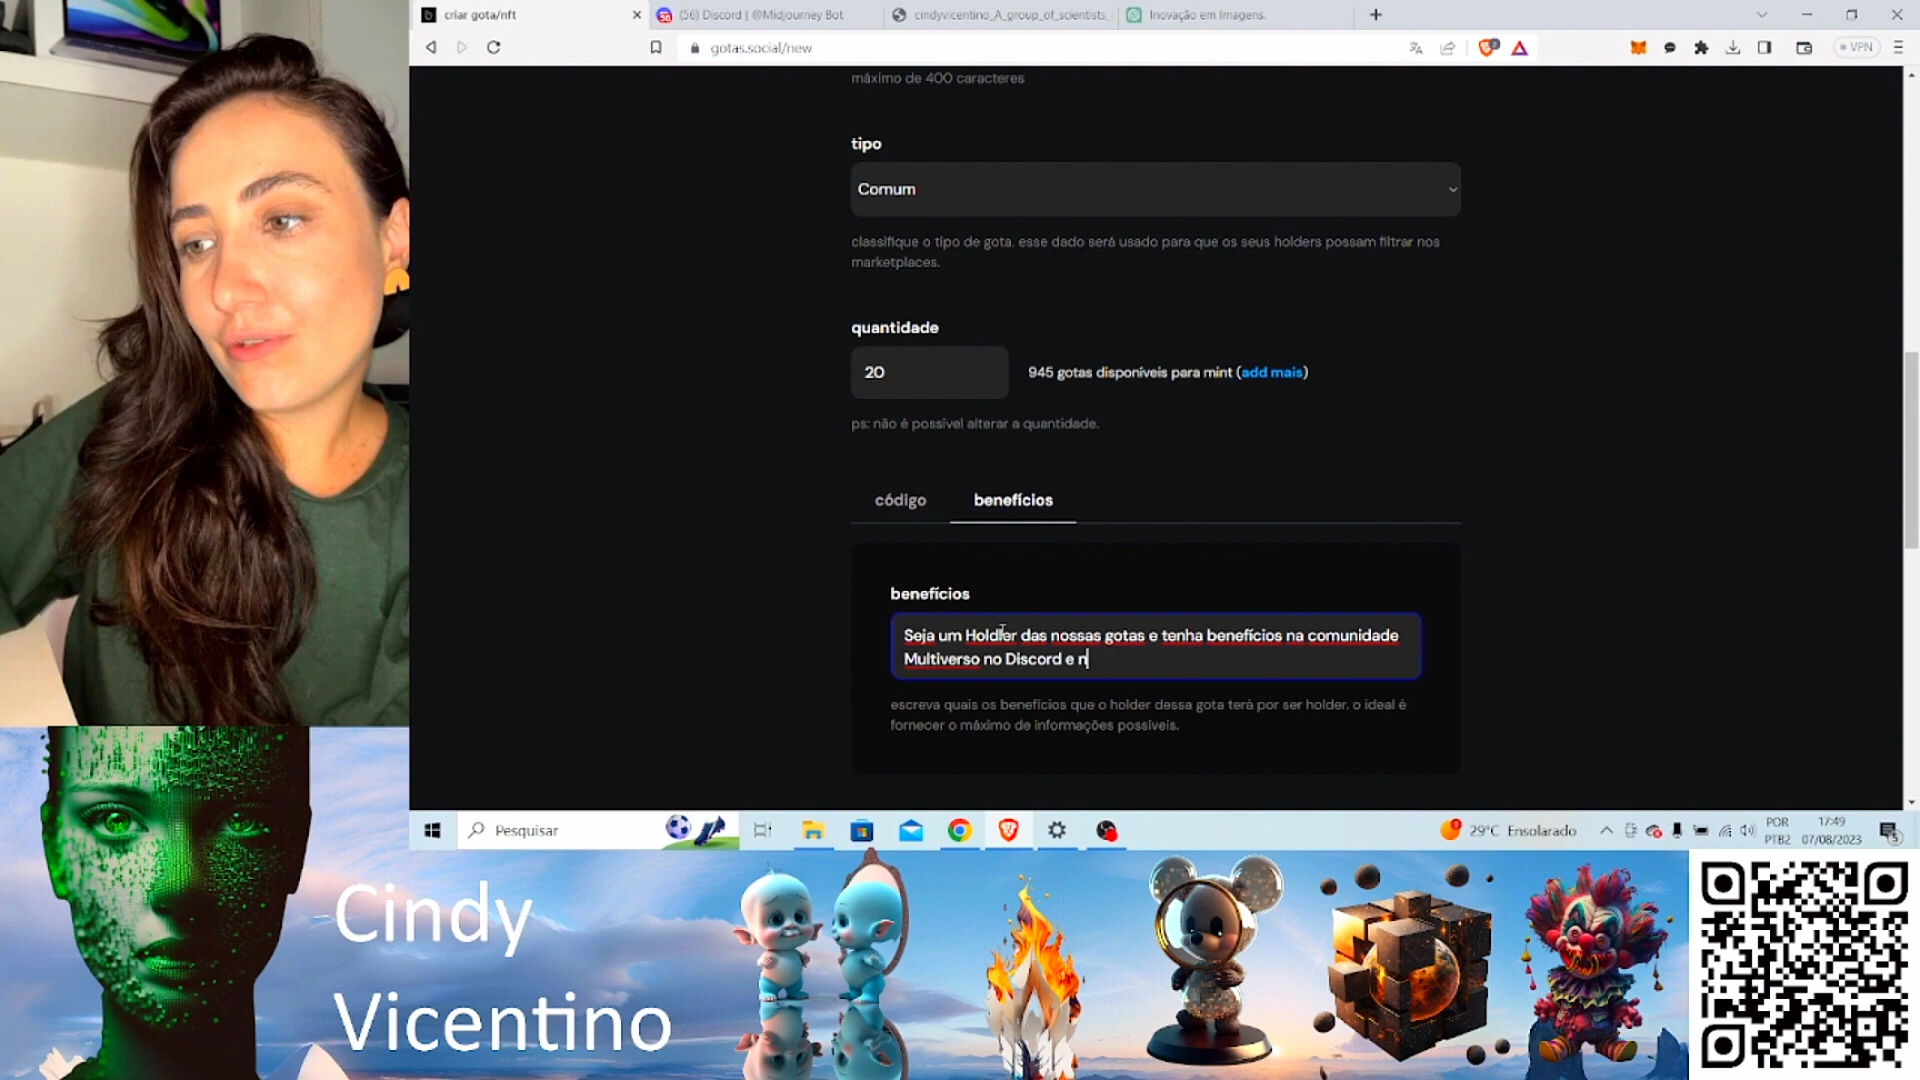 criar gota/nft
(56) Discord | @Midjourney Bot
cindyvicentino_A_group_of_scientists_
Inovação em Imagens.
gotas.social/new
VPN
máximo de 400 caracteres
tipo
Comum
classifique o tipo de gota. esse dado será usado para que os seus holders possam filtrar nos
marketplaces.
quantidade
20
945 gotas disponíveis para mint (add mais)
ps: não é possível alterar a quantidade.
código
benefícios
benefícios
Seja um Holdler das nossas gotas e tenha benefícios na comunidade
Multiverso no Discord e n
escreva quais os benefícios que o holder dessa gota terá por ser holder. o ideal é
fornecer o máximo de informações possíveis.
Pesquisar
29°C Ensolarado
POR
PTB2
17:49
07/08/2023
5
Cindy
Vicentino